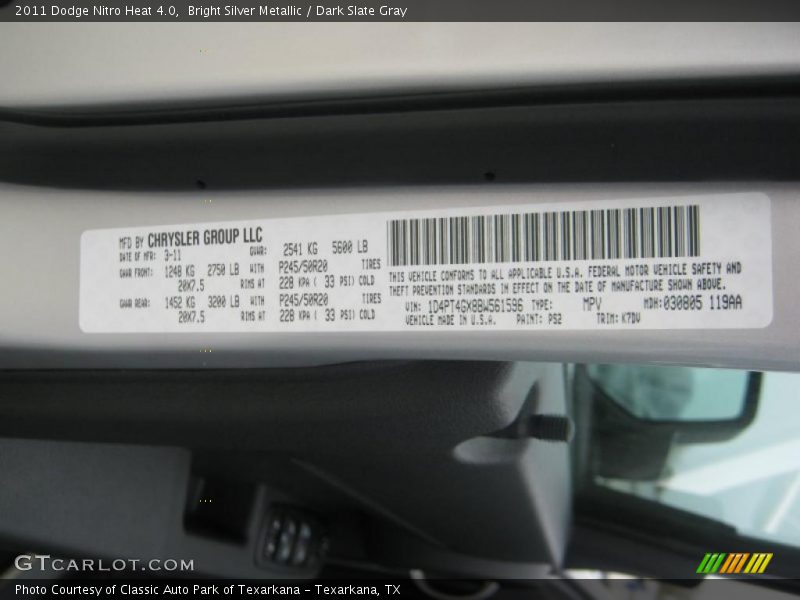 2011 Dodge Nitro Heat 4.0,  Bright Silver Metallic / Dark Slate Gray
MFD BY CHRYSLER GROUP LLC
DATE OF MFR: 3-11 GVWR: 2541 KG 5600 LB
GAWR FRONT: 1248 KG 2750 LB WITH P245/50R20 TIRES
20X7.5 RIMS AT 228 KPA ( 33 PSI) COLD
GAWR REAR: 1452 KG 3200 LB WITH P245/50R20 TIRES
20X7.5 RIMS AT 228 KPA ( 33 PSI) COLD
THIS VEHICLE CONFORMS TO ALL APPLICABLE U.S.A. FEDERAL MOTOR VEHICLE SAFETY AND
THEFT PREVENTION STANDARDS IN EFFECT ON THE DATE OF MANUFACTURE SHOWN ABOVE.
VIN: 1D4PT4GX8BW561596 TYPE: MPV MDH: 030805 119AA
VEHICLE MADE IN U.S.A. PAINT: PS2 TRIM: K7DV
GTCARLOT.COM
Photo Courtesy of Classic Auto Park of Texarkana - Texarkana, TX